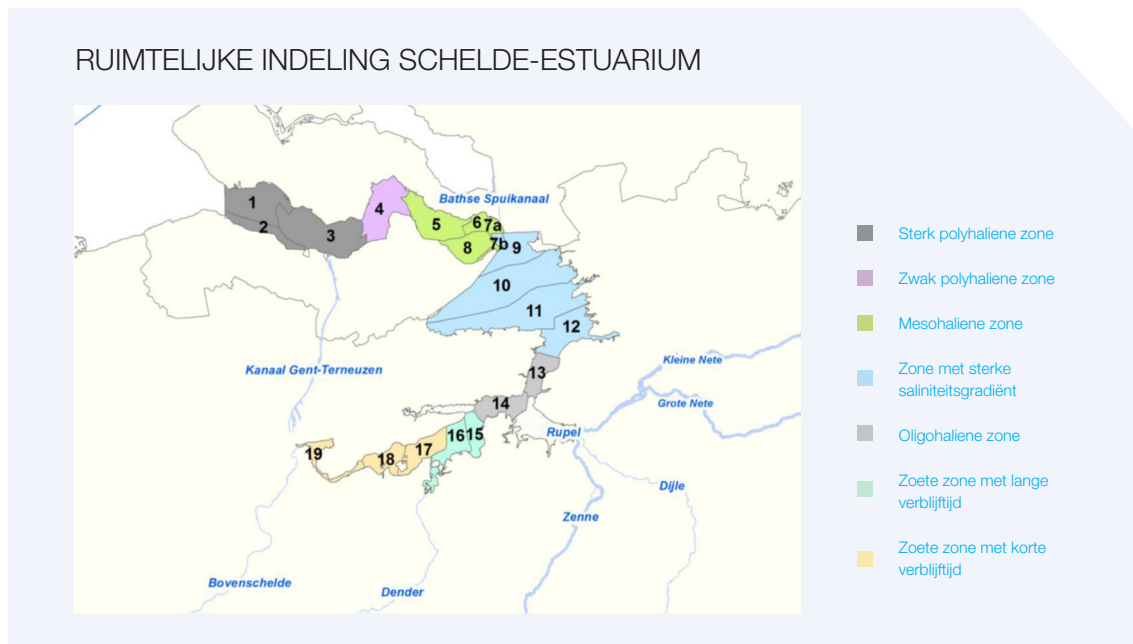 RUIMTELIJKE INDELING SCHELDE-ESTUARIUM
Bathse Spuikanaal
1
2
3
4
5
6
7a
7b
8
9
10
11
12
Kanaal Gent-Terneuzen
13
14
Kleine Nete
Grote Nete
Rupel
16
15
17
18
19
Dijle
Zenne
Bovenschelde
Dender
Sterk polyhaliene zone
Zwak polyhaliene zone
Mesohaliene zone
Zone met sterke
saliniteitsgradiënt
Oligohaliene zone
Zoete zone met lange
verblijftijd
Zoete zone met korte
verblijftijd